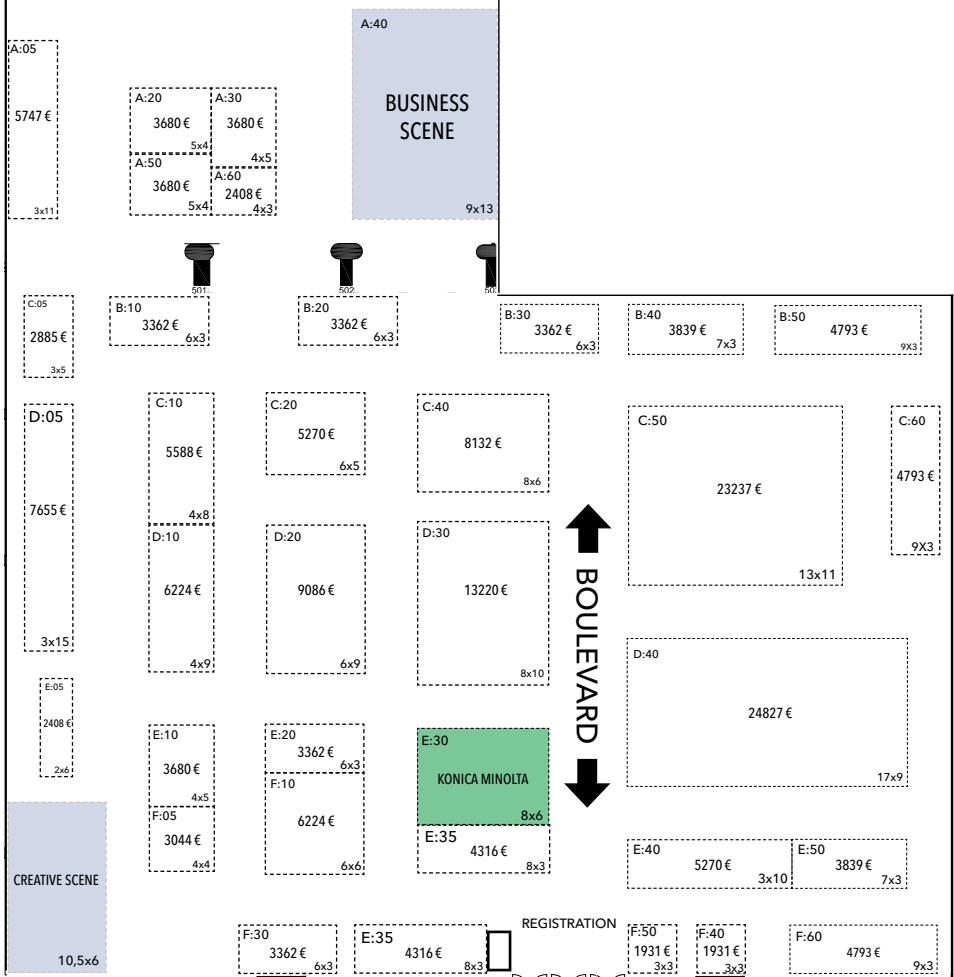 A:40
BUSINESS
SCENE
9x13
A:05
5747 €
3x11
A:20
3680 €
5x4
A:30
3680 €
4x5
A:50
3680 €
5x4
A:60
2408 €
4x3
501
502
C:05
2885 €
3x5
B:10
3362 €
6x3
B:20
3362 €
6x3
B:30
3362 €
6x3
B:40
3839 €
7x3
B:50
4793 €
9X3
D:05
7655 €
3x15
C:10
5588 €
4x8
C:20
5270 €
6x5
C:40
8132 €
8x6
C:50
23237 €
13x11
C:60
4793 €
9X3
D:10
6224 €
4x9
D:20
9086 €
6x9
D:30
13220 €
8x10
BOULEVARD
D:40
24827 €
17x9
E:05
2408 €
2x6
E:10
3680 €
4x5
E:20
3362 €
6x3
E:30
KONICA MINOLTA
8x6
F:05
3044 €
4x4
F:10
6224 €
6x6
E:35
4316 €
8x3
E:40
5270 €
3x10
E:50
3839 €
7x3
CREATIVE SCENE
10,5x6
F:30
3362 €
6x3
E:35
4316 €
8x3
REGISTRATION
F:50
1931 €
3x3
F:40
1931 €
3x3
F:60
4793 €
9x3